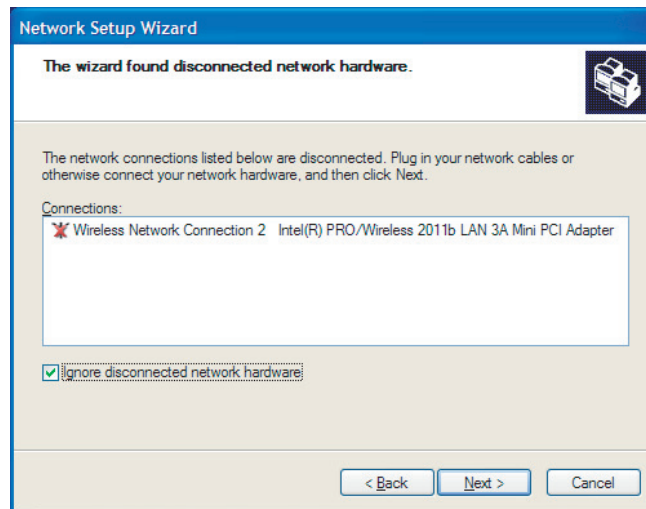 Network Setup Wizard
The wizard found disconnected network hardware.
The network connections listed below are disconnected. Plug in your network cables or
otherwise connect your network hardware, and then click Next.
Connections:
Wireless Network Connection 2 Intel(R) PRO/Wireless 2011b LAN 3A Mini PCI Adapter
Ignore disconnected network hardware
< Back Next > Cancel